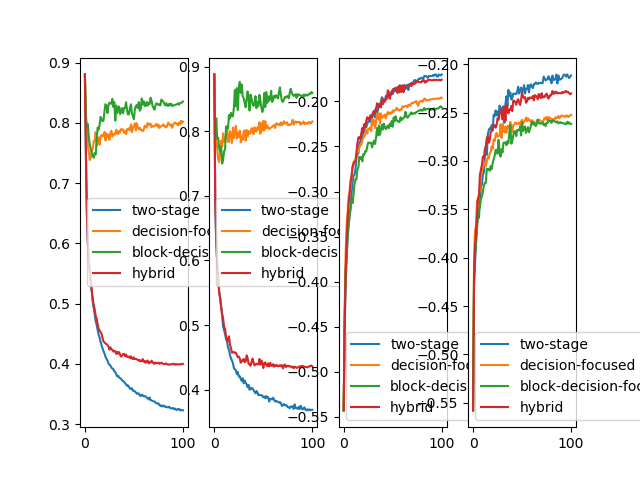 0.9
0.8
0.7
0.6
0.5
0.4
0.3
0
100
two-stage
decision-foc
block-decis
hybrid
0.9
0.8
0.7
0.6
0.5
0.4
0
100
two-stage
decision-foc
block-decis
hybrid
−0.20
−0.25
−0.30
−0.35
−0.40
−0.45
−0.50
−0.55
0
100
two-stage
decision-foc
block-decis
hybrid
−0.20
−0.25
−0.30
−0.35
−0.40
−0.45
−0.50
−0.55
0
100
two-stage
decision-focused
block-decision-foc
hybrid